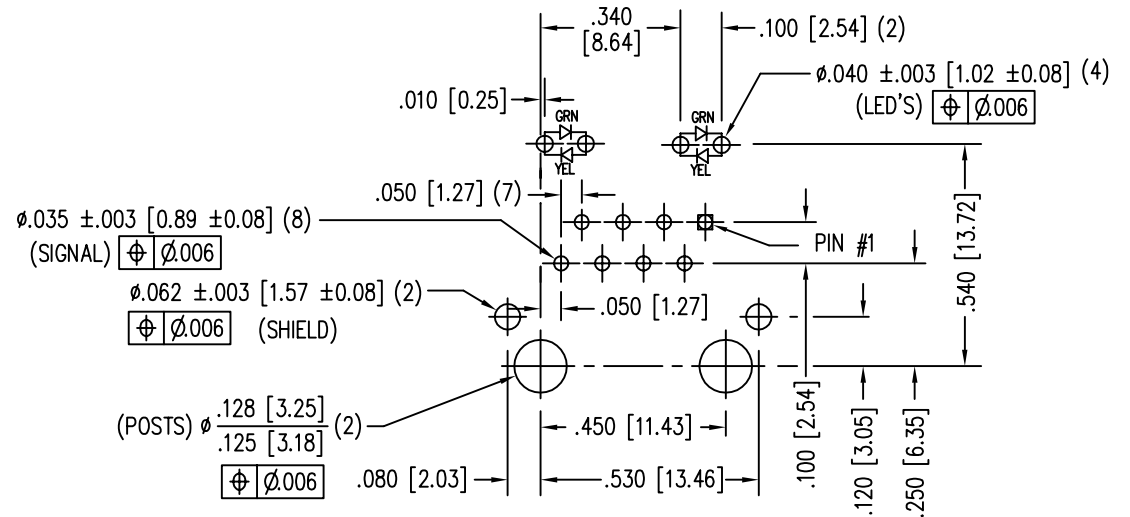 .340
[8.64]
.100 [2.54] (2)
ø.040 ±.003 [1.02 ±0.08] (4)
(LED'S) ⌖ Ø.006
.010 [0.25]
GRN
GRN
YEL
YEL
.050 [1.27] (7)
ø.035 ±.003 [0.89 ±0.08] (8)
(SIGNAL) ⌖ Ø.006
PIN #1
.540 [13.72]
ø.062 ±.003 [1.57 ±0.08] (2)
⌖ Ø.006 (SHIELD)
.050 [1.27]
(POSTS) ø .128 [3.25] (2)
.125 [3.18]
⌖ Ø.006
.450 [11.43]
.080 [2.03]
.530 [13.46]
.100 [2.54]
.120 [3.05]
.250 [6.35]